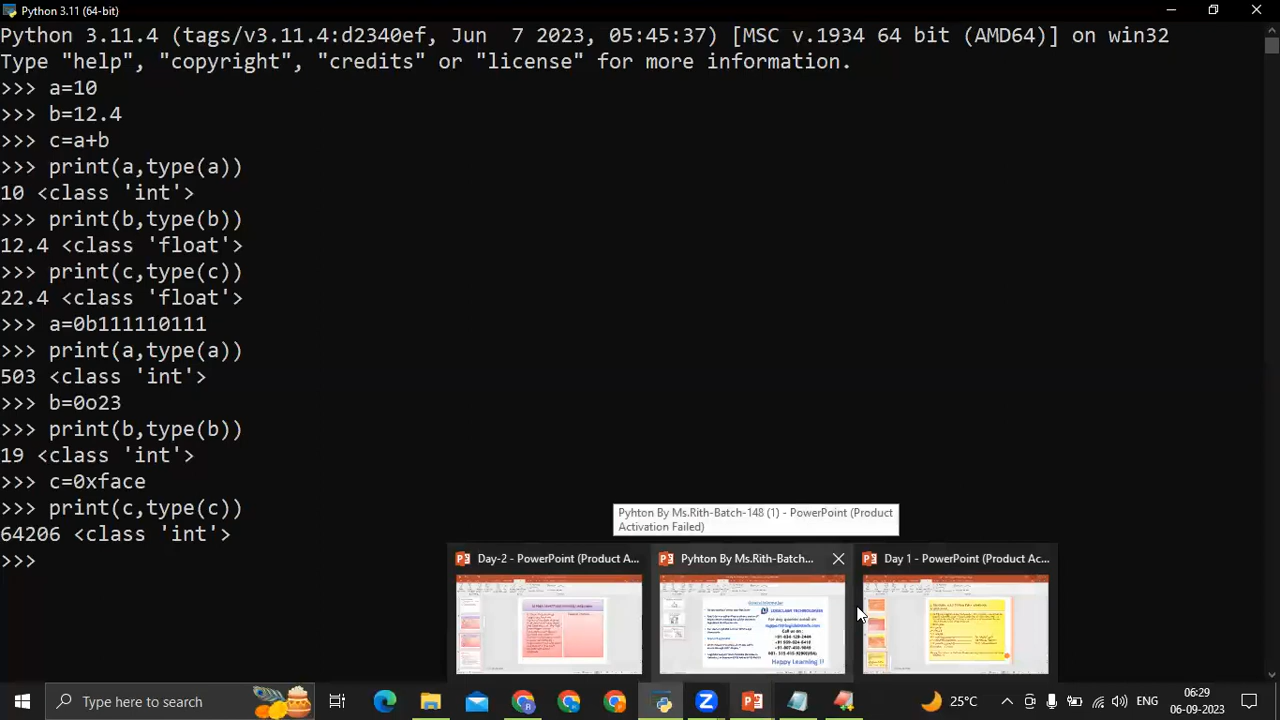 Python 3.11 (64-bit)
Python 3.11.4 (tags/v3.11.4:d2340ef, Jun  7 2023, 05:45:37) [MSC v.1934 64 bit (AMD64)] on win32
Type "help", "copyright", "credits" or "license" for more information.
>>> a=10
>>> b=12.4
>>> c=a+b
>>> print(a,type(a))
10 <class 'int'>
>>> print(b,type(b))
12.4 <class 'float'>
>>> print(c,type(c))
22.4 <class 'float'>
>>> a=0b111110111
>>> print(a,type(a))
503 <class 'int'>
>>> b=0o23
>>> print(b,type(b))
19 <class 'int'>
>>> c=0xface
>>> print(c,type(c))
64206 <class 'int'>
>>>
Pyhton By Ms.Rith-Batch-148 (1) - PowerPoint (Product
Activation Failed)
Day-2 - PowerPoint (Product A...
Pyhton By Ms.Rith-Batch...
Day 1 - PowerPoint (Product Ac...
Happy Learning !!
Type here to search
25°C
ENG
06:29
06-09-2023